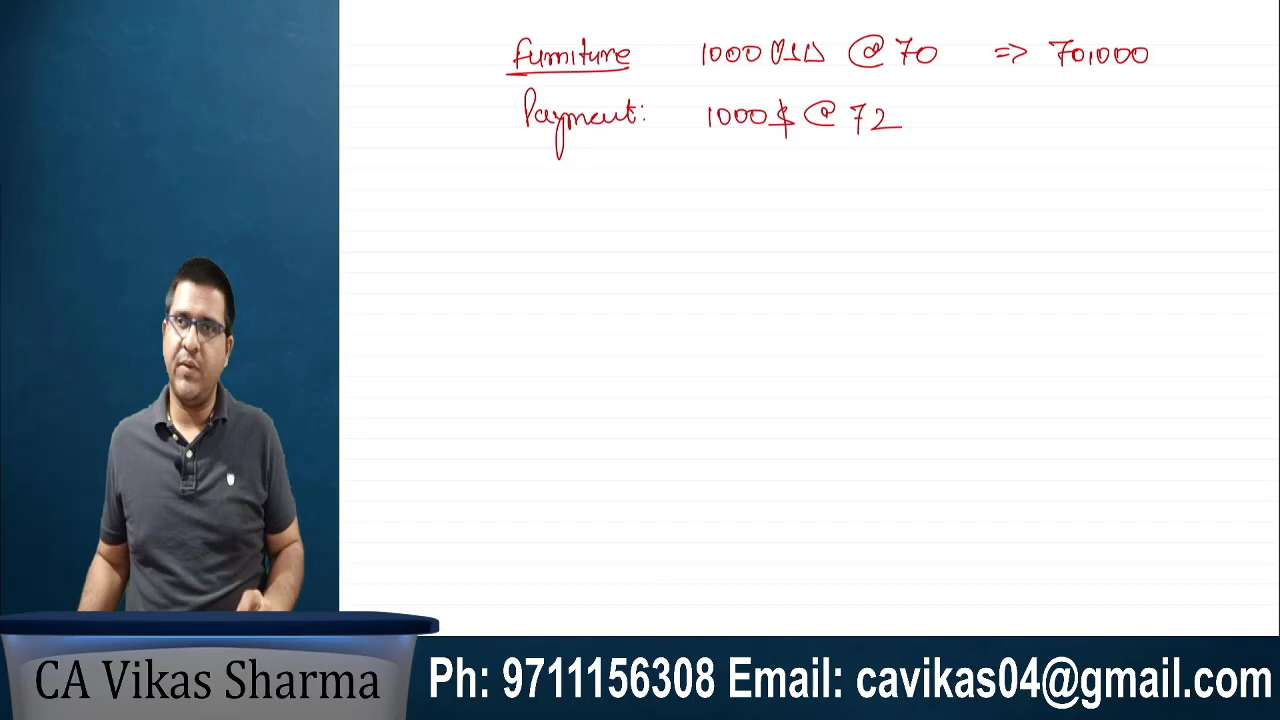 Furniture 1000 USD @ 70 => 70,000
Payment: 1000 $ @ 72
CA Vikas Sharma
Ph: 9711156308 Email: cavikas04@gmail.com